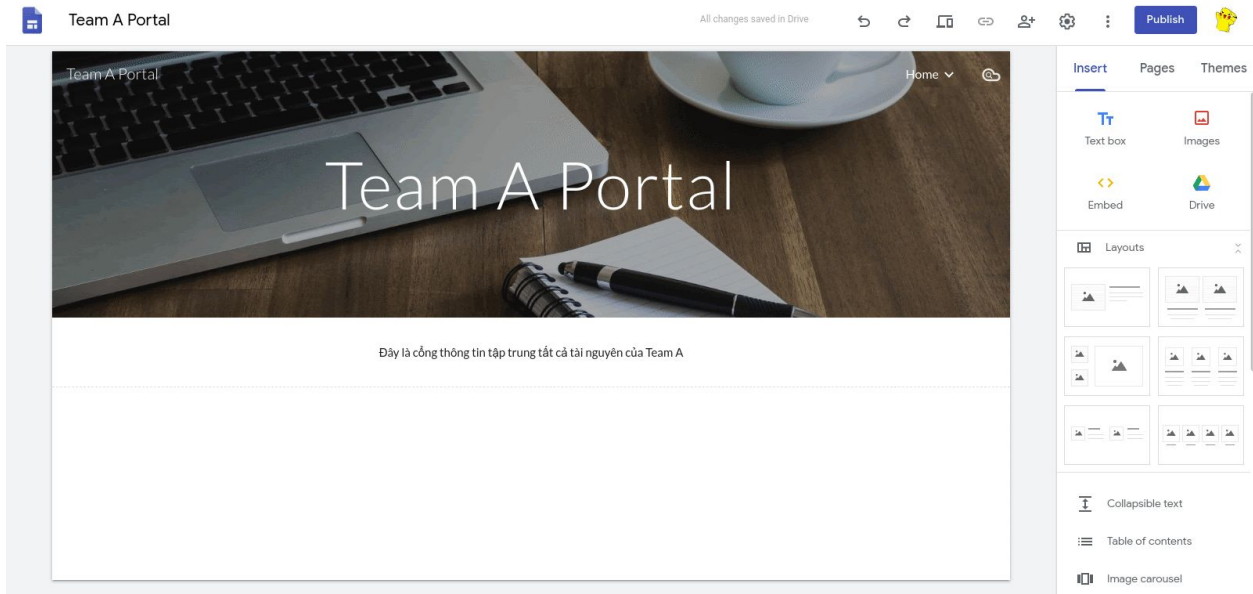 Team A Portal
All changes saved in Drive
Publish
Team A Portal
Home
Team A Portal
Đây là cổng thông tin tập trung tất cả tài nguyên của Team A
Insert Pages Themes
Tт
Text box Images
Embed Drive
Layouts
Collapsible text
Table of contents
Image carousel